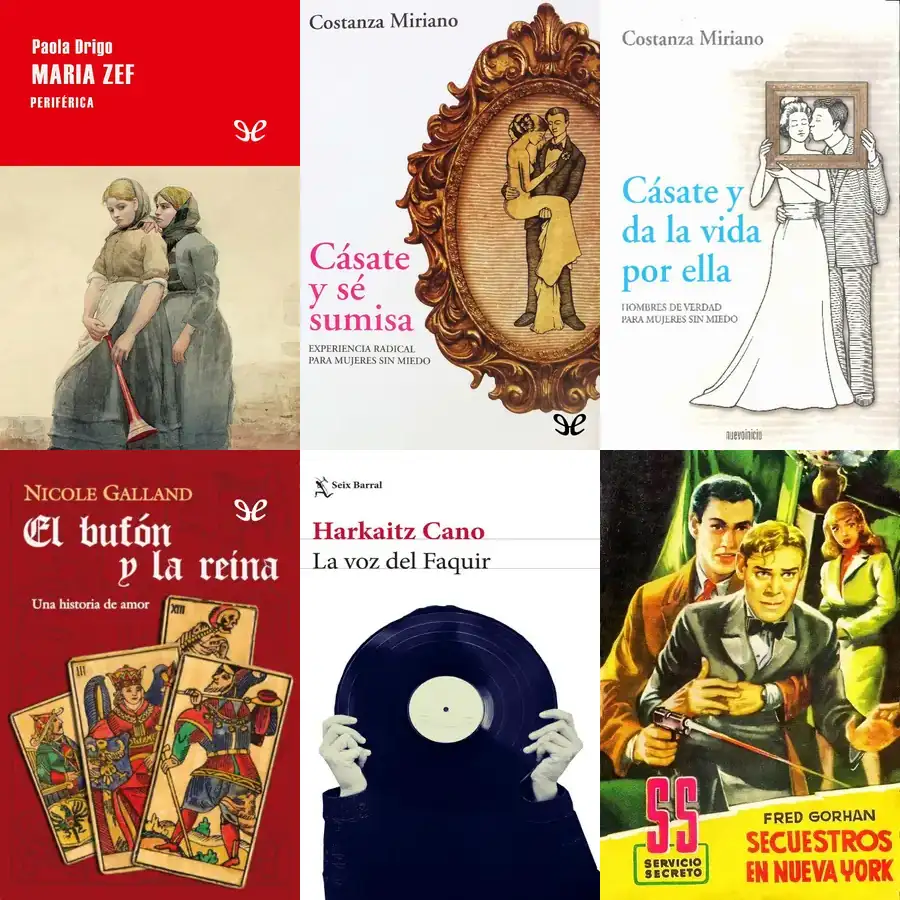 Paola Drigo
MARIA ZEF
PERIFÉRICA
Costanza Miriano
Cásate
y sé
sumisa
EXPERIENCIA RADICAL
PARA MUJERES SIN MIEDO
Costanza Miriano
Cásate y
da la vida
por ella
HOMBRES DE VERDAD
PARA MUJERES SIN MIEDO
nuevoinicio
NICOLE GALLAND
El bufón
y la reina
Una historia de amor
XIII
III
Seix Barral
Harkaitz Cano
La voz del Faquir
SS
SERVICIO
SECRETO
FRED GORHAN
SECUESTROS
EN NUEVA YORK